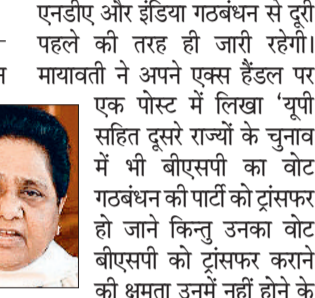 एनडीए और इंडिया गठबंधन से दूरी
पहले की तरह ही जारी रहेगी।
मायावती ने अपने एक्स हैंडल पर
एक पोस्ट में लिखा ‘यूपी
सहित दूसरे राज्यों के चुनाव
में भी बीएसपी का वोट
गठबंधन की पार्टी को ट्रांसफर
हो जाने किन्तु उनका वोट
बीएसपी को ट्रांसफर कराने
की क्षमता उनमें नहीं होने के